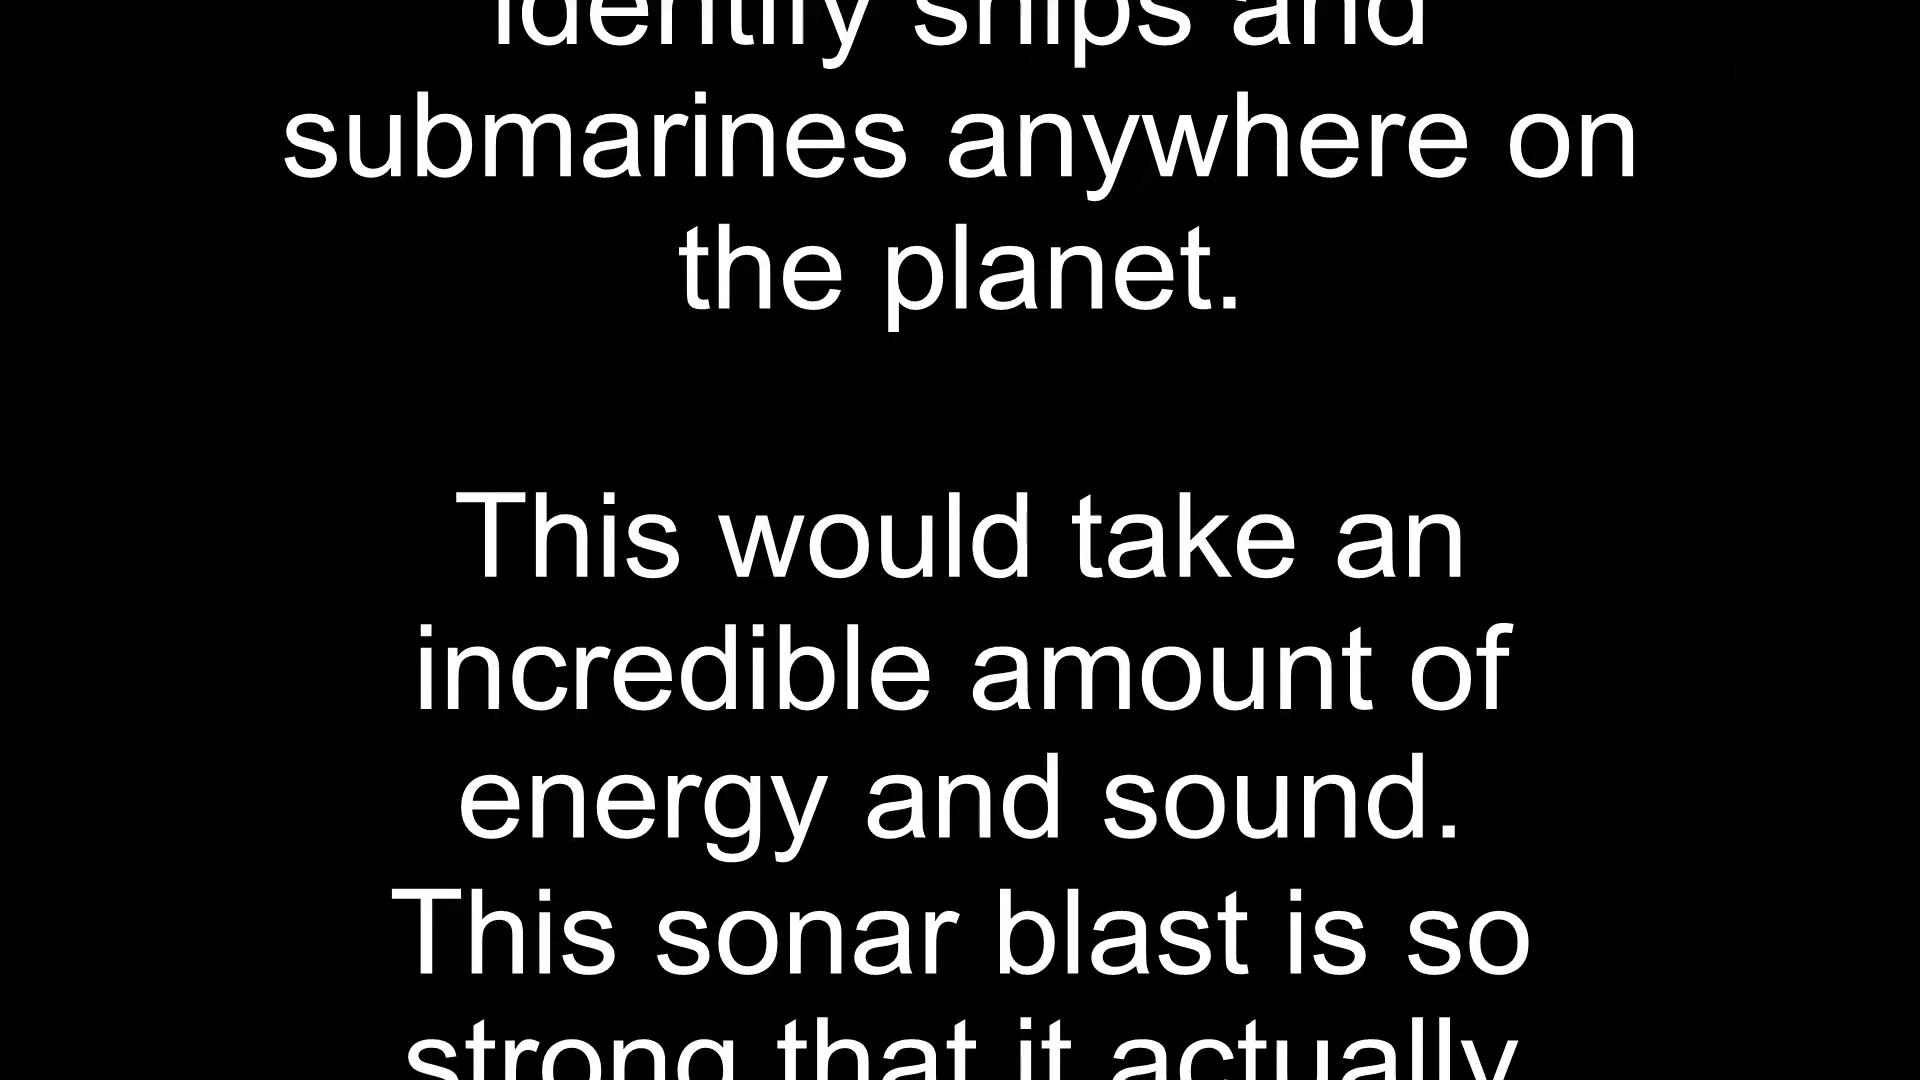 identify ships and
submarines anywhere on
the planet.
This would take an
incredible amount of
energy and sound.
This sonar blast is so
strong that it actually